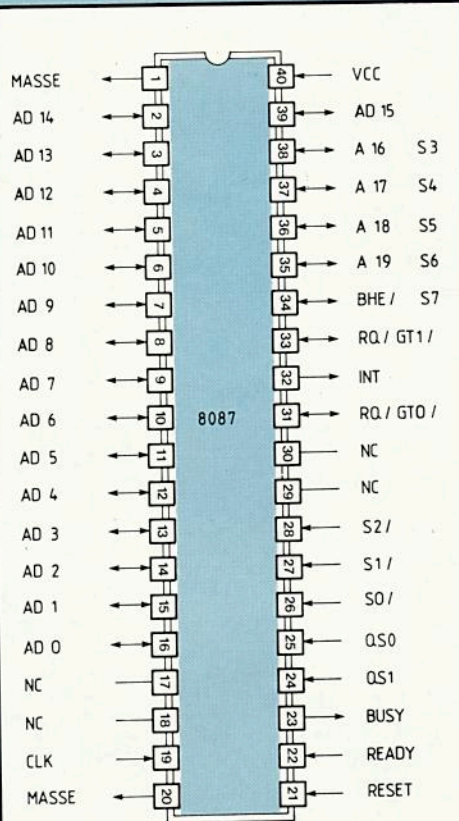 MASSE 1 40 VCC
AD 14 2 39 AD 15
AD 13 3 38 A 16 S 3
AD 12 4 37 A 17 S4
AD 11 5 36 A 18 S5
AD 10 6 35 A 19 S6
AD 9 7 34 BHE / S7
AD 8 8 33 RQ / GT1 /
AD 7 9 32 INT
AD 6 10 8087 31 RQ / GT0 /
AD 5 11 30 NC
AD 4 12 29 NC
AD 3 13 28 S2 /
AD 2 14 27 S1 /
AD 1 15 26 S0 /
AD 0 16 25 QS0
NC 17 24 QS1
NC 18 23 BUSY
CLK 19 22 READY
MASSE 20 21 RESET